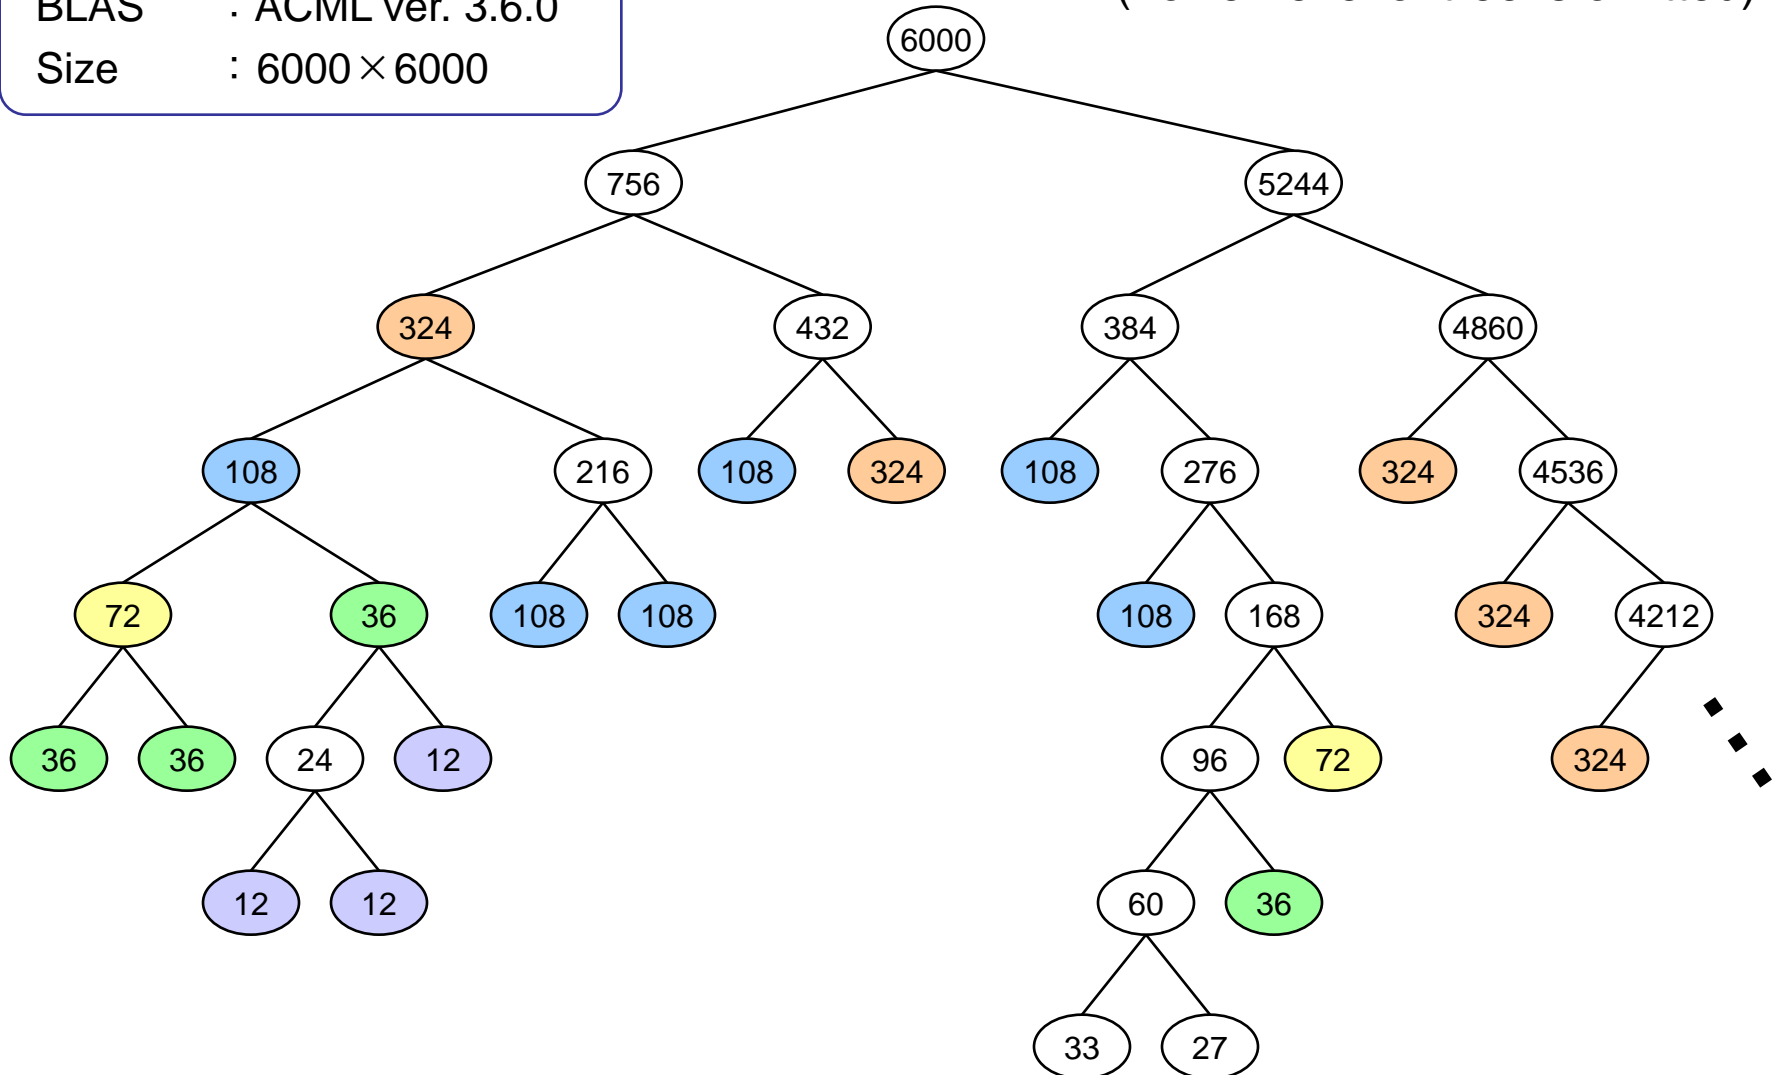 BLAS : ACML ver. 3.6.0
Size : 6000×6000
6000
756 5244
324 432 384 4860
108 216 108 324 108 276 324 4536
72 36 108 108 108 168 324 4212
36 36 24 12 96 72 324
12 12 60 36
33 27